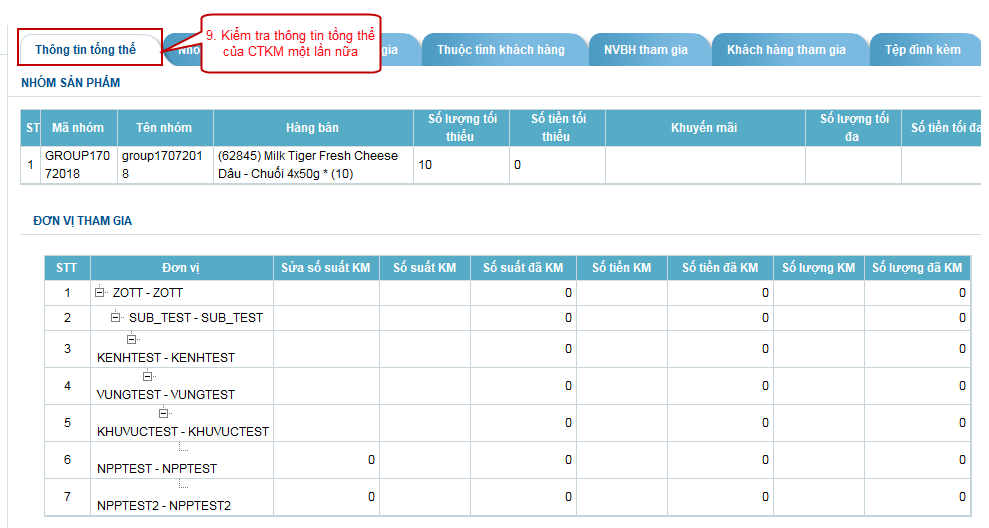 Thông tin tổng thể
9. Kiểm tra thông tin tổng thể
của CTKM một lần nữa
gia
Thuộc tính khách hàng
NVBH tham gia
Khách hàng tham gia
Tệp đính kèm
NHÓM SẢN PHẨM
ST Mã nhóm Tên nhóm Hàng bán Số lượng tối thiểu Số tiền tối thiểu Khuyến mãi Số lượng tối đa Số tiền tối đa
1 GROUP170 group1707201 (62845) Milk Tiger Fresh Cheese 10 0
72018 8 Dâu - Chuối 4x50g * (10)
ĐƠN VỊ THAM GIA
STT Đơn vị Sửa số suất KM Số suất KM Số suất đã KM Số tiền KM Số tiền đã KM Số lượng KM Số lượng đã KM
1 ZOTT - ZOTT 0 0 0
2 SUB_TEST - SUB_TEST 0 0 0
3 KENHTEST - KENHTEST 0 0 0
4 VUNGTEST - VUNGTEST 0 0 0
5 KHUVUCTEST - KHUVUCTEST 0 0 0
6 NPPTEST - NPPTEST 0 0 0 0
7 NPPTEST2 - NPPTEST2 0 0 0 0